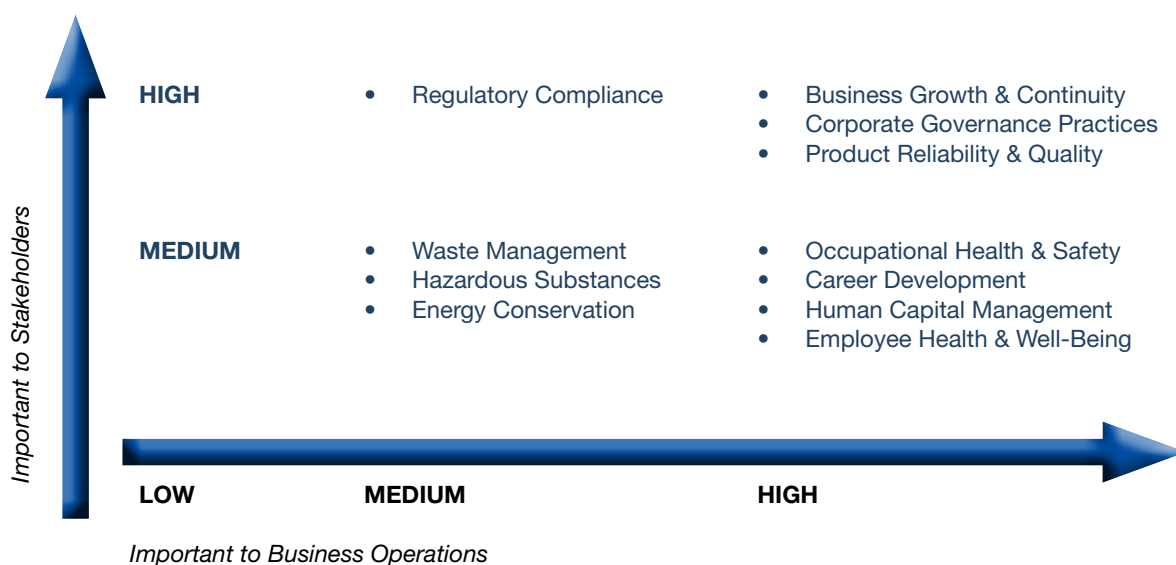 HIGH
• Regulatory Compliance
• Business Growth & Continuity
• Corporate Governance Practices
• Product Reliability & Quality
Important to Stakeholders
MEDIUM
• Waste Management
• Hazardous Substances
• Energy Conservation
• Occupational Health & Safety
• Career Development
• Human Capital Management
• Employee Health & Well-Being
LOW
MEDIUM
HIGH
Important to Business Operations